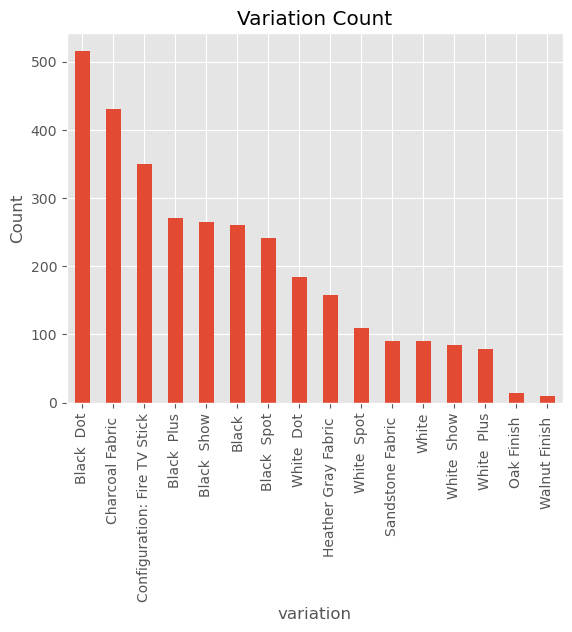 Variation Count
Count
500
400
300
200
100
0
Black  Dot
Charcoal Fabric
Configuration: Fire TV Stick
Black  Plus
Black  Show
Black
Black  Spot
White  Dot
Heather Gray Fabric
White  Spot
Sandstone Fabric
White
White  Show
White  Plus
Oak Finish
Walnut Finish
variation